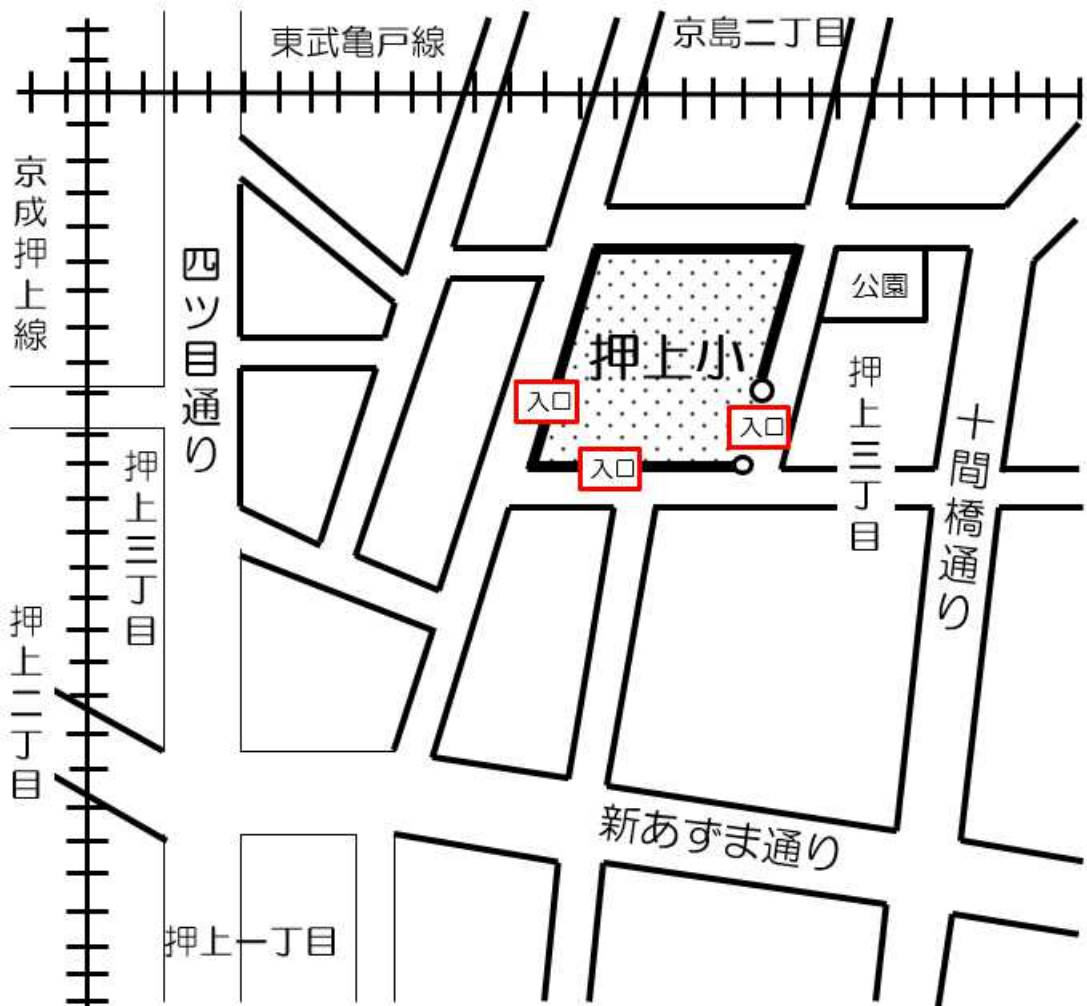 東武亀戸線
京島二丁目
京成押上線
四ツ目通り
公園
押上小
入口
入口
入口
押上三丁目
十間橋通り
押上三丁目
押上二丁目
新あずま通り
押上一丁目